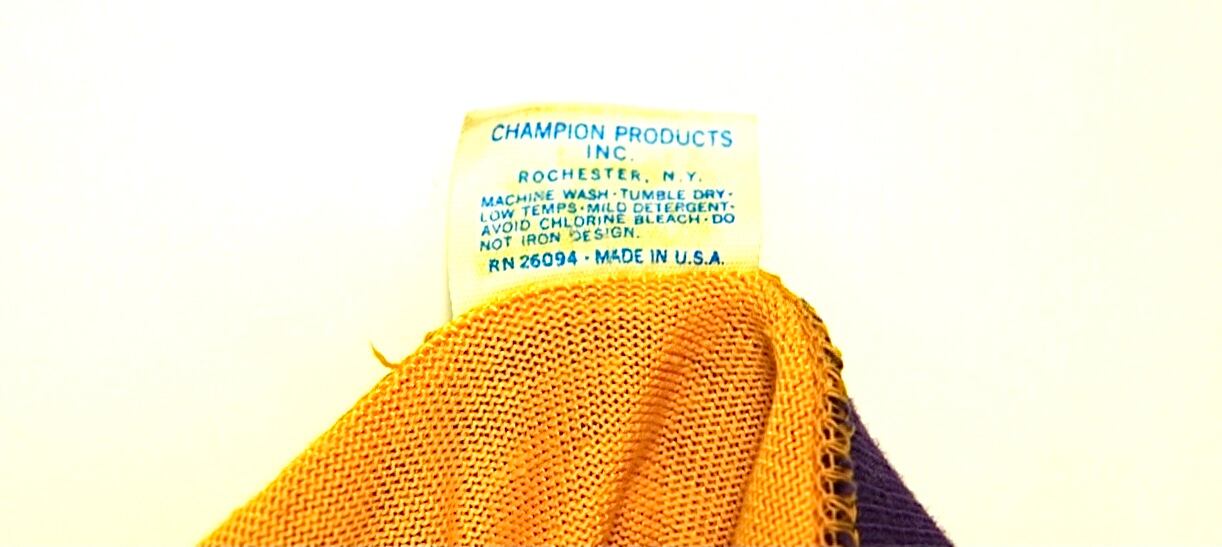 CHAMPION PRODUCTS
INC.
ROCHESTER, N.Y.
MACHINE WASH·TUMBLE DRY·
LOW TEMPS·MILD DETERGENT·
AVOID CHLORINE BLEACH·DO
NOT IRON DESIGN.
RN 26094 · MADE IN U.S.A.